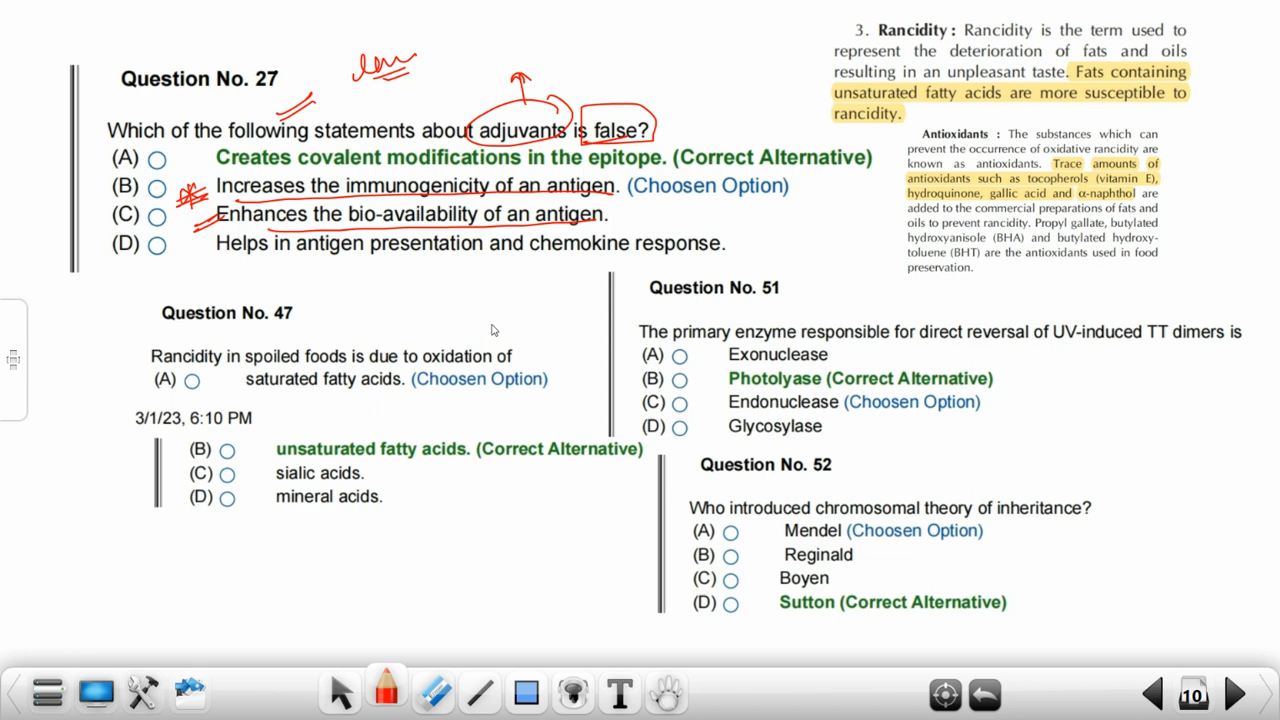 Question No. 27
Which of the following statements about adjuvants is false?
(A) Creates covalent modifications in the epitope. (Correct Alternative)
(B) Increases the immunogenicity of an antigen. (Choosen Option)
(C) Enhances the bio-availability of an antigen.
(D) Helps in antigen presentation and chemokine response.
3. Rancidity : Rancidity is the term used to
represent the deterioration of fats and oils
resulting in an unpleasant taste. Fats containing
unsaturated fatty acids are more susceptible to
rancidity.
Antioxidants : The substances which can
prevent the occurrence of oxidative rancidity are
known as antioxidants. Trace amounts of
antioxidants such as tocopherols (vitamin E),
hydroquinone, gallic acid and α-naphthol are
added to the commercial preparations of fats and
oils to prevent rancidity. Propyl gallate, butylated
hydroxyanisole (BHA) and butylated hydroxy-
toluene (BHT) are the antioxidants used in food
preservation.
Question No. 47
Rancidity in spoiled foods is due to oxidation of
(A) saturated fatty acids. (Choosen Option)
3/1/23, 6:10 PM
(B) unsaturated fatty acids. (Correct Alternative)
(C) sialic acids.
(D) mineral acids.
Question No. 51
The primary enzyme responsible for direct reversal of UV-induced TT dimers is
(A) Exonuclease
(B) Photolyase (Correct Alternative)
(C) Endonuclease (Choosen Option)
(D) Glycosylase
Question No. 52
Who introduced chromosomal theory of inheritance?
(A) Mendel (Choosen Option)
(B) Reginald
(C) Boyen
(D) Sutton (Correct Alternative)
T
10